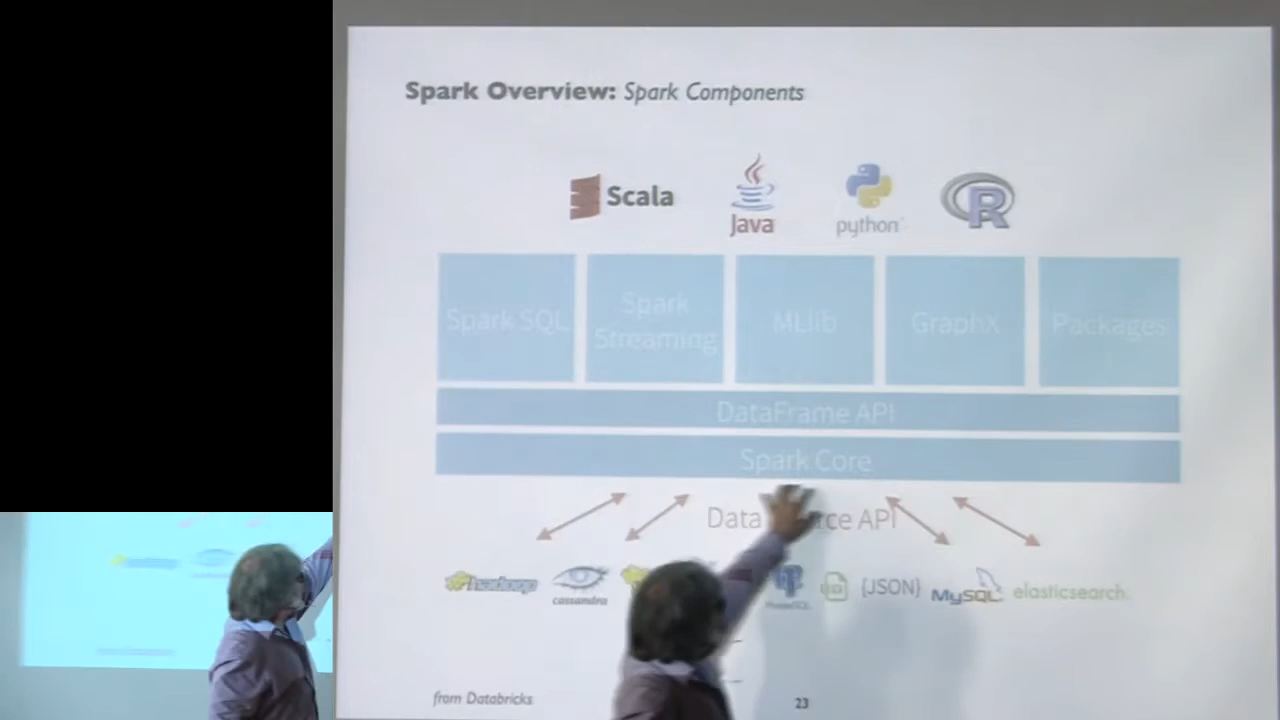 Spark Overview: Spark Components
Scala
Java
python
R
Spark SQL
Spark
Streaming
MLlib
GraphX
Packages
DataFrame API
Spark Core
Data API
hadoop
cassandra
{JSON}
MySQL
elasticsearch.
from Databricks
23